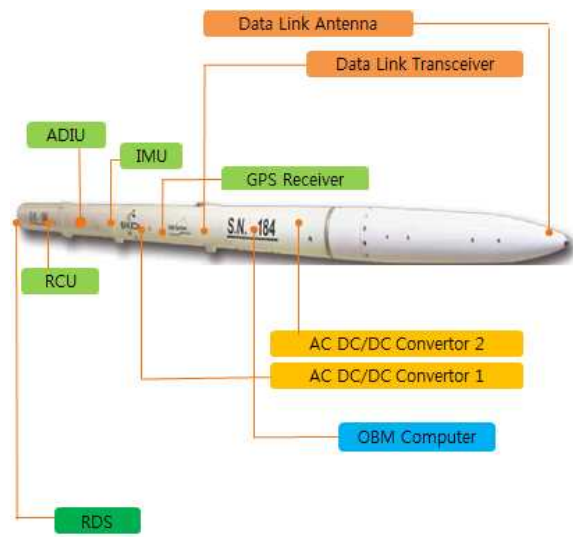 Data Link Antenna
Data Link Transceiver
ADIU
IMU
GPS Receiver
S.N. 184
RCU
AC DC/DC Convertor 2
AC DC/DC Convertor 1
OBM Computer
RDS